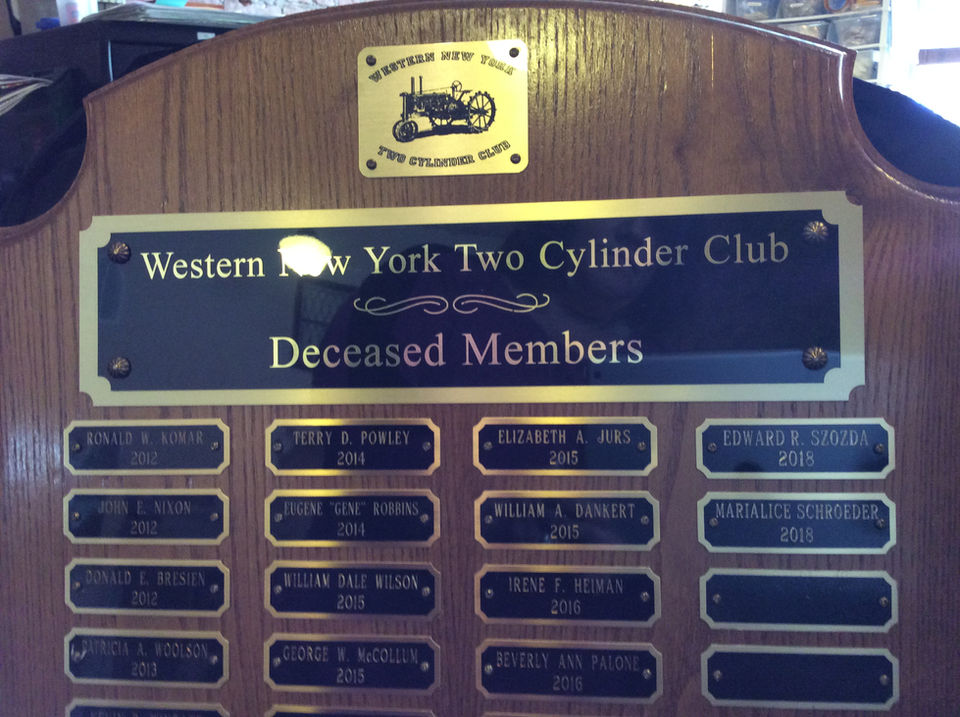 WESTERN NEW YORK
TWO CYLINDER CLUB
Western New York Two Cylinder Club
Deceased Members
RONALD W. KOMAR
2012
JOHN E. NIXON
2012
DONALD E. BRESIEN
2012
PATRICIA A. WOOLSON
2013
TERRY D. POWLEY
2014
EUGENE "GENE" ROBBINS
2014
WILLIAM DALE WILSON
2015
GEORGE W. McCOLLUM
2015
ELIZABETH A. JURS
2015
WILLIAM A. DANKERT
2015
IRENE F. HEIMAN
2016
BEVERLY ANN PALONE
2016
EDWARD R. SZOZDA
2018
MARIALICE SCHROEDER
2018